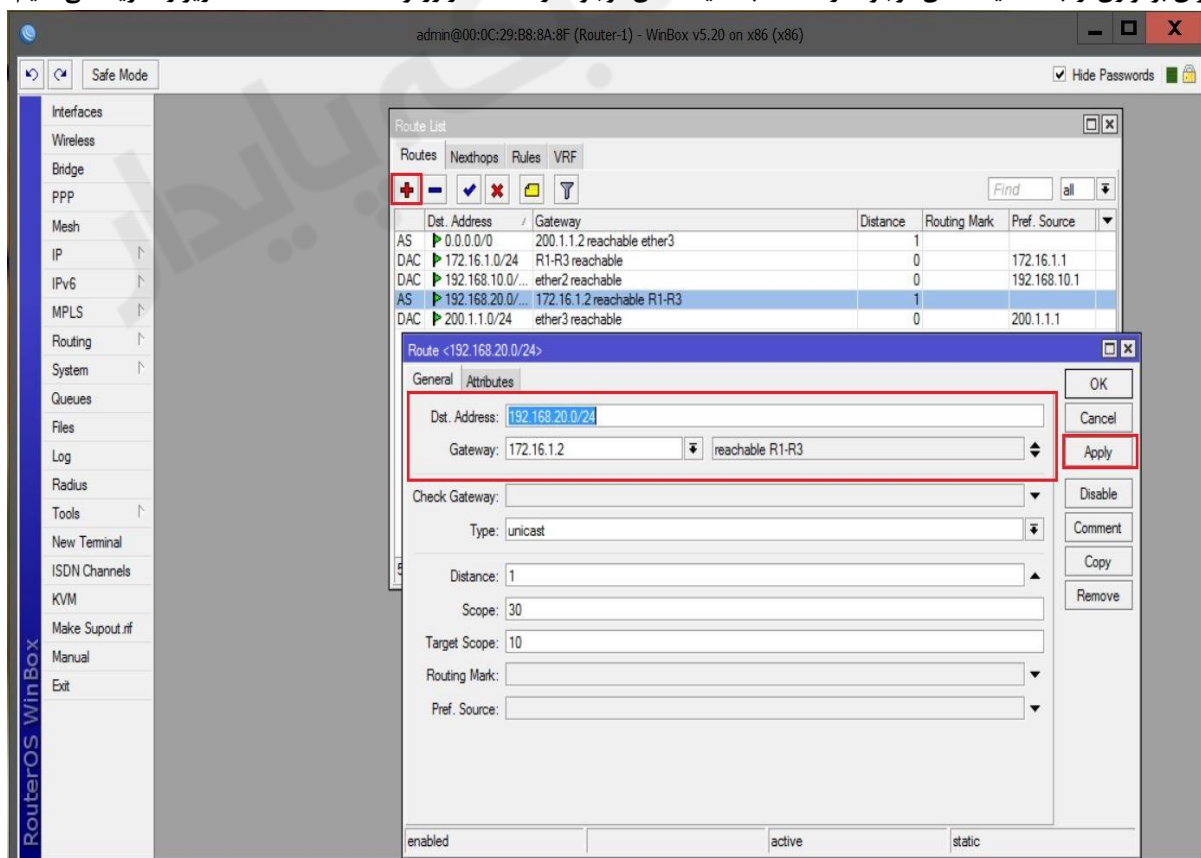 admin@00:0C:29:B8:8A:8F (Router-1) - WinBox v5.20 on x86 (x86)
X
Safe Mode
Hide Passwords
Interfaces
Wireless
Bridge
PPP
Mesh
IP
IPv6
MPLS
Routing
System
Queues
Files
Log
Radius
Tools
New Terminal
ISDN Channels
KVM
Make Supout.rif
Manual
Exit
RouterOS WinBox
Route List
Routes Nexthops Rules VRF
Find all
Dst. Address / Gateway Distance Routing Mark Pref. Source
AS 0.0.0.0/0 200.1.1.2 reachable ether3 1
DAC 172.16.1.0/24 R1-R3 reachable 0 172.16.1.1
DAC 192.168.10.0/... ether2 reachable 0 192.168.10.1
AS 192.168.20.0/... 172.16.1.2 reachable R1-R3 1
DAC 200.1.1.0/24 ether3 reachable 0 200.1.1.1
5
Route <192.168.20.0/24>
General Attributes
Dst. Address: 192.168.20.0/24
Gateway: 172.16.1.2 reachable R1-R3
Check Gateway:
Type: unicast
Distance: 1
Scope: 30
Target Scope: 10
Routing Mark:
Pref. Source:
OK
Cancel
Apply
Disable
Comment
Copy
Remove
enabled active static